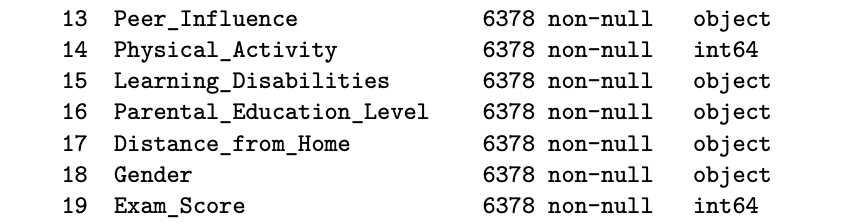 13 Peer_Influence 6378 non-null object
14 Physical_Activity 6378 non-null int64
15 Learning_Disabilities 6378 non-null object
16 Parental_Education_Level 6378 non-null object
17 Distance_from_Home 6378 non-null object
18 Gender 6378 non-null object
19 Exam_Score 6378 non-null int64